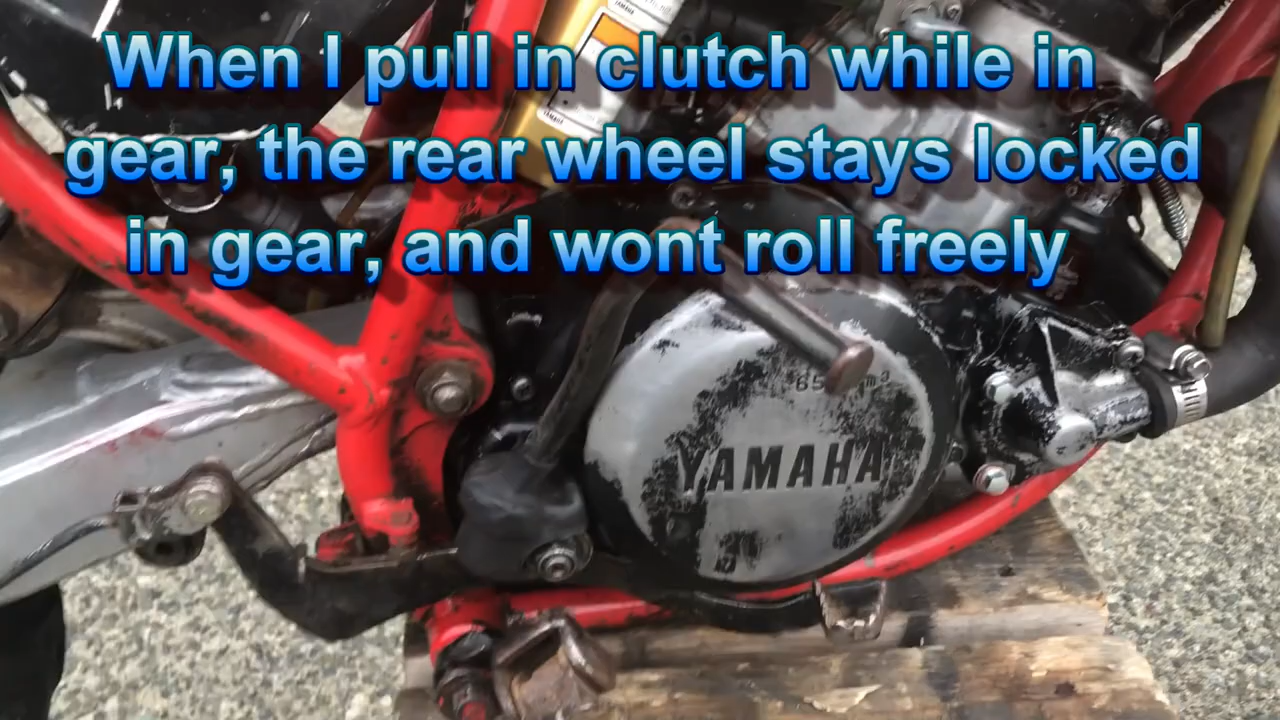 When I pull in clutch while in
gear, the rear wheel stays locked
in gear, and wont roll freely
YAMAHA